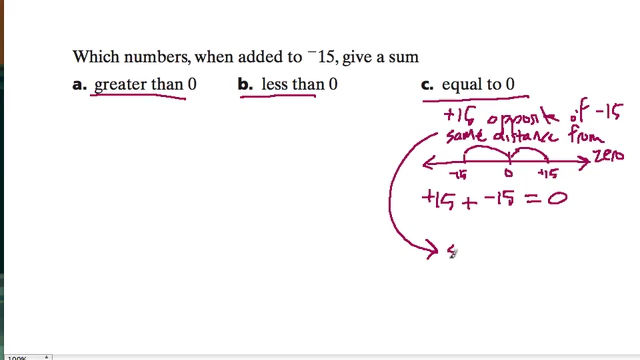 Which numbers, when added to ⁻15, give a sum
a. greater than 0 b. less than 0 c. equal to 0
+15 opposite of -15
same distance from
zero
-15 0 +15
+15 + -15 = 0
100%